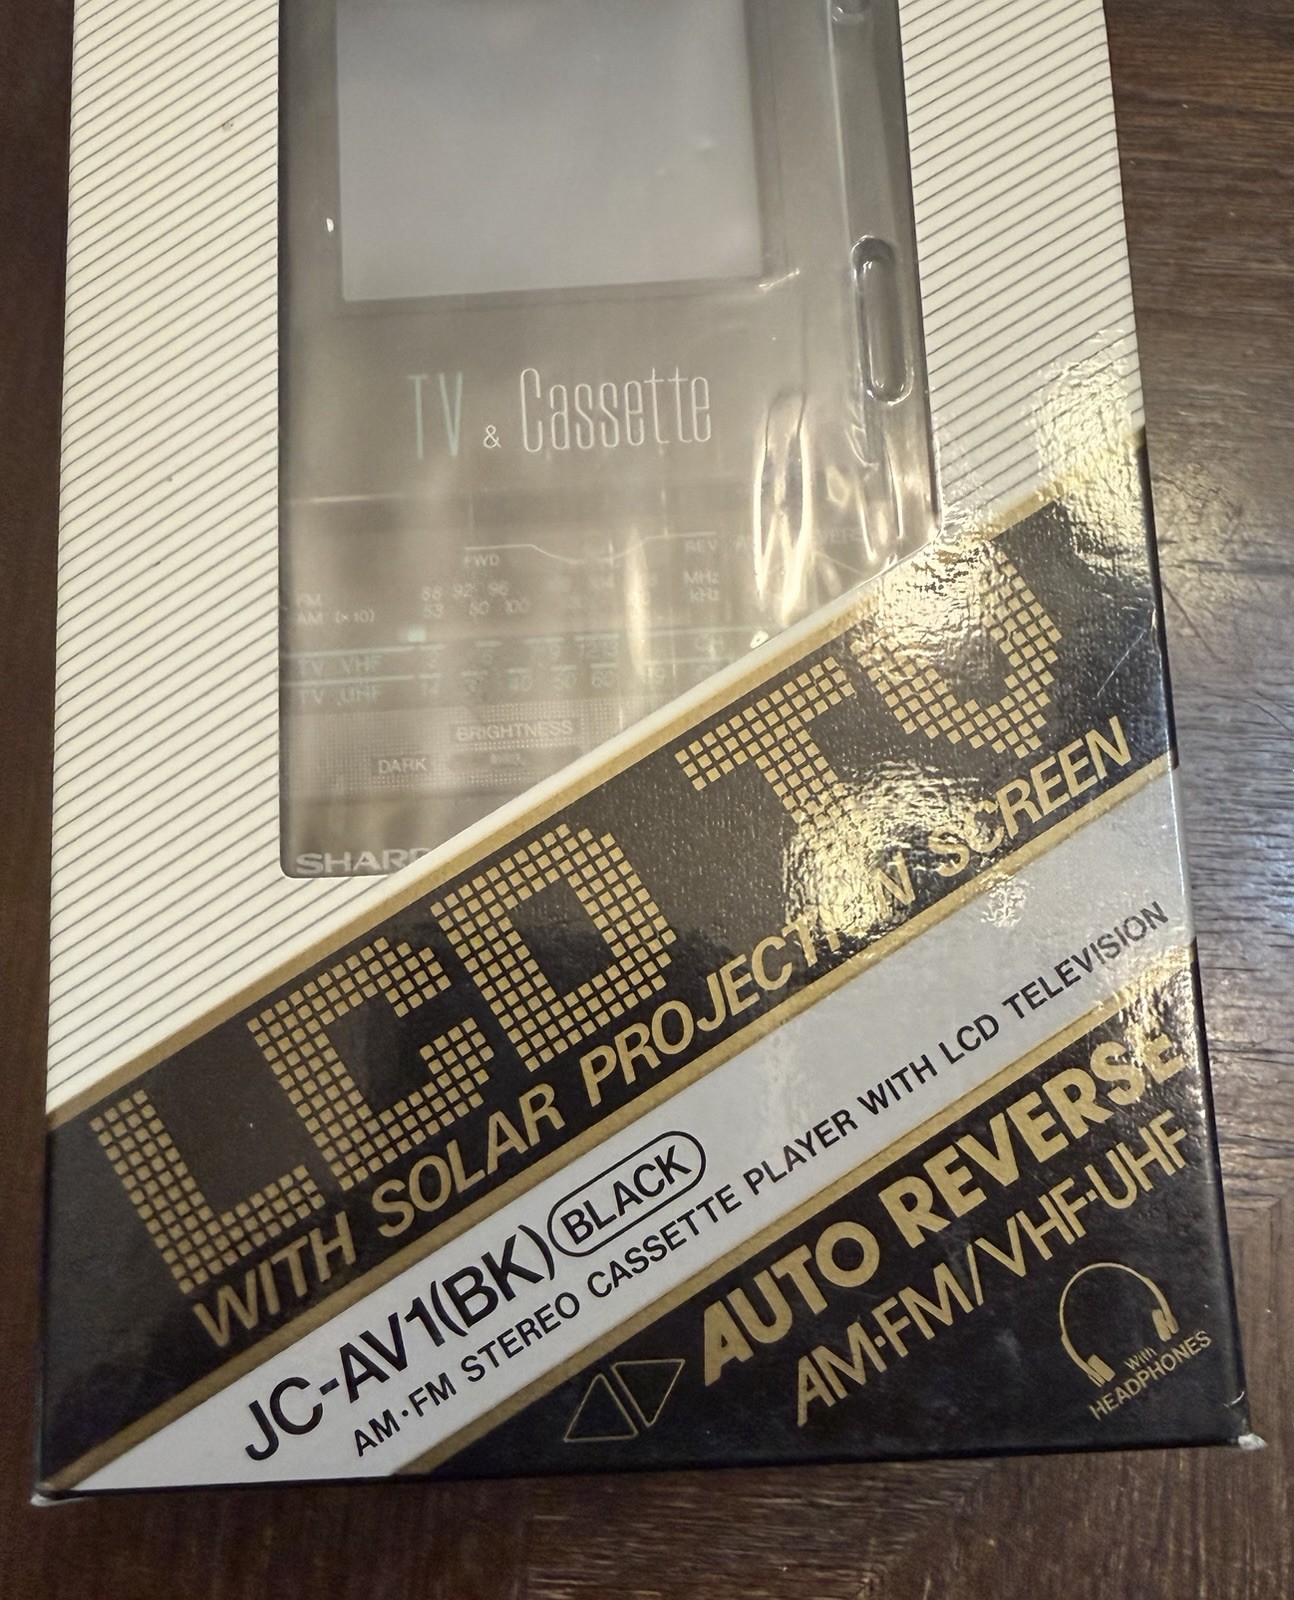 TV & Cassette
FWD REV
FM 88 92 96 MHz
AM (×10) 53 80 100 kHz
TV VHF
TV UHF
BRIGHTNESS
DARK
SHARP
LCD TV
WITH SOLAR PROJECTION SCREEN
JC-AV1(BK) BLACK
AM·FM STEREO CASSETTE PLAYER WITH LCD TELEVISION
AUTO REVERSE
AM·FM/VHF·UHF
with
HEADPHONES